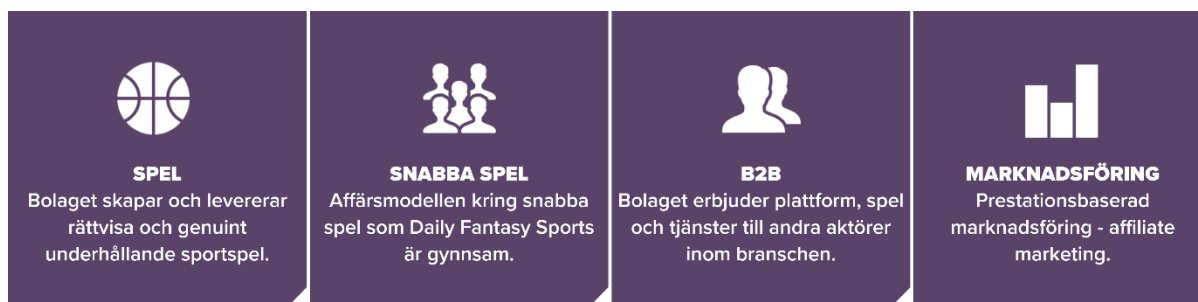 SPEL
Bolaget skapar och levererar
rättvisa och genuint
underhållande sportspel.
SNABBA SPEL
Affärsmodellen kring snabba
spel som Daily Fantasy Sports
är gynnsam.
B2B
Bolaget erbjuder plattform, spel
och tjänster till andra aktörer
inom branschen.
MARKNADSFÖRING
Prestationsbaserad
marknadsföring - affiliate
marketing.